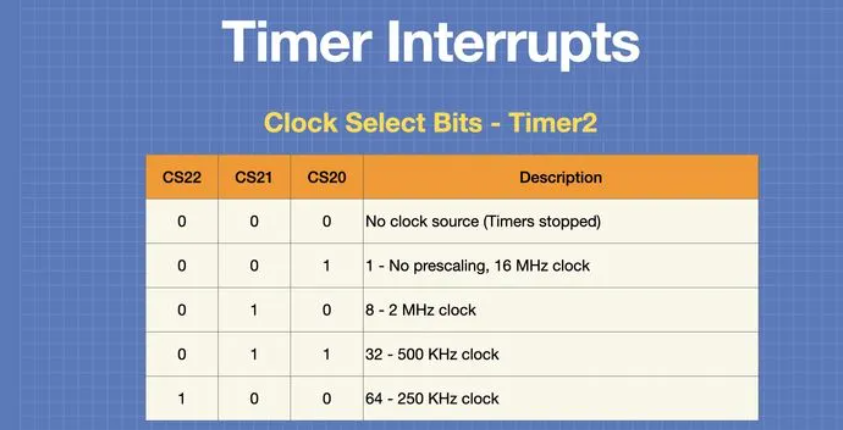 Timer Interrupts
Clock Select Bits - Timer2
CS22 CS21 CS20 Description
0 0 0 No clock source (Timers stopped)
0 0 1 1 - No prescaling, 16 MHz clock
0 1 0 8 - 2 MHz clock
0 1 1 32 - 500 KHz clock
1 0 0 64 - 250 KHz clock